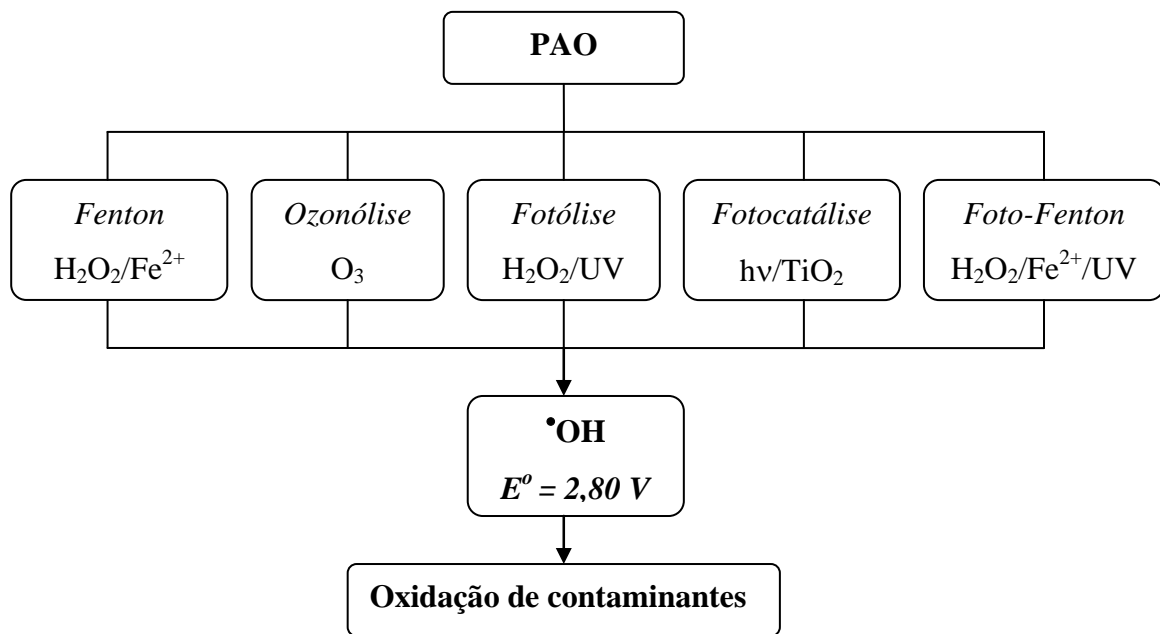 PAO
Fenton
H₂O₂/Fe²⁺
Ozonólise
O₃
Fotólise
H₂O₂/UV
Fotocatálise
hν/TiO₂
Foto-Fenton
H₂O₂/Fe²⁺/UV
•OH
Eº = 2,80 V
Oxidação de contaminantes